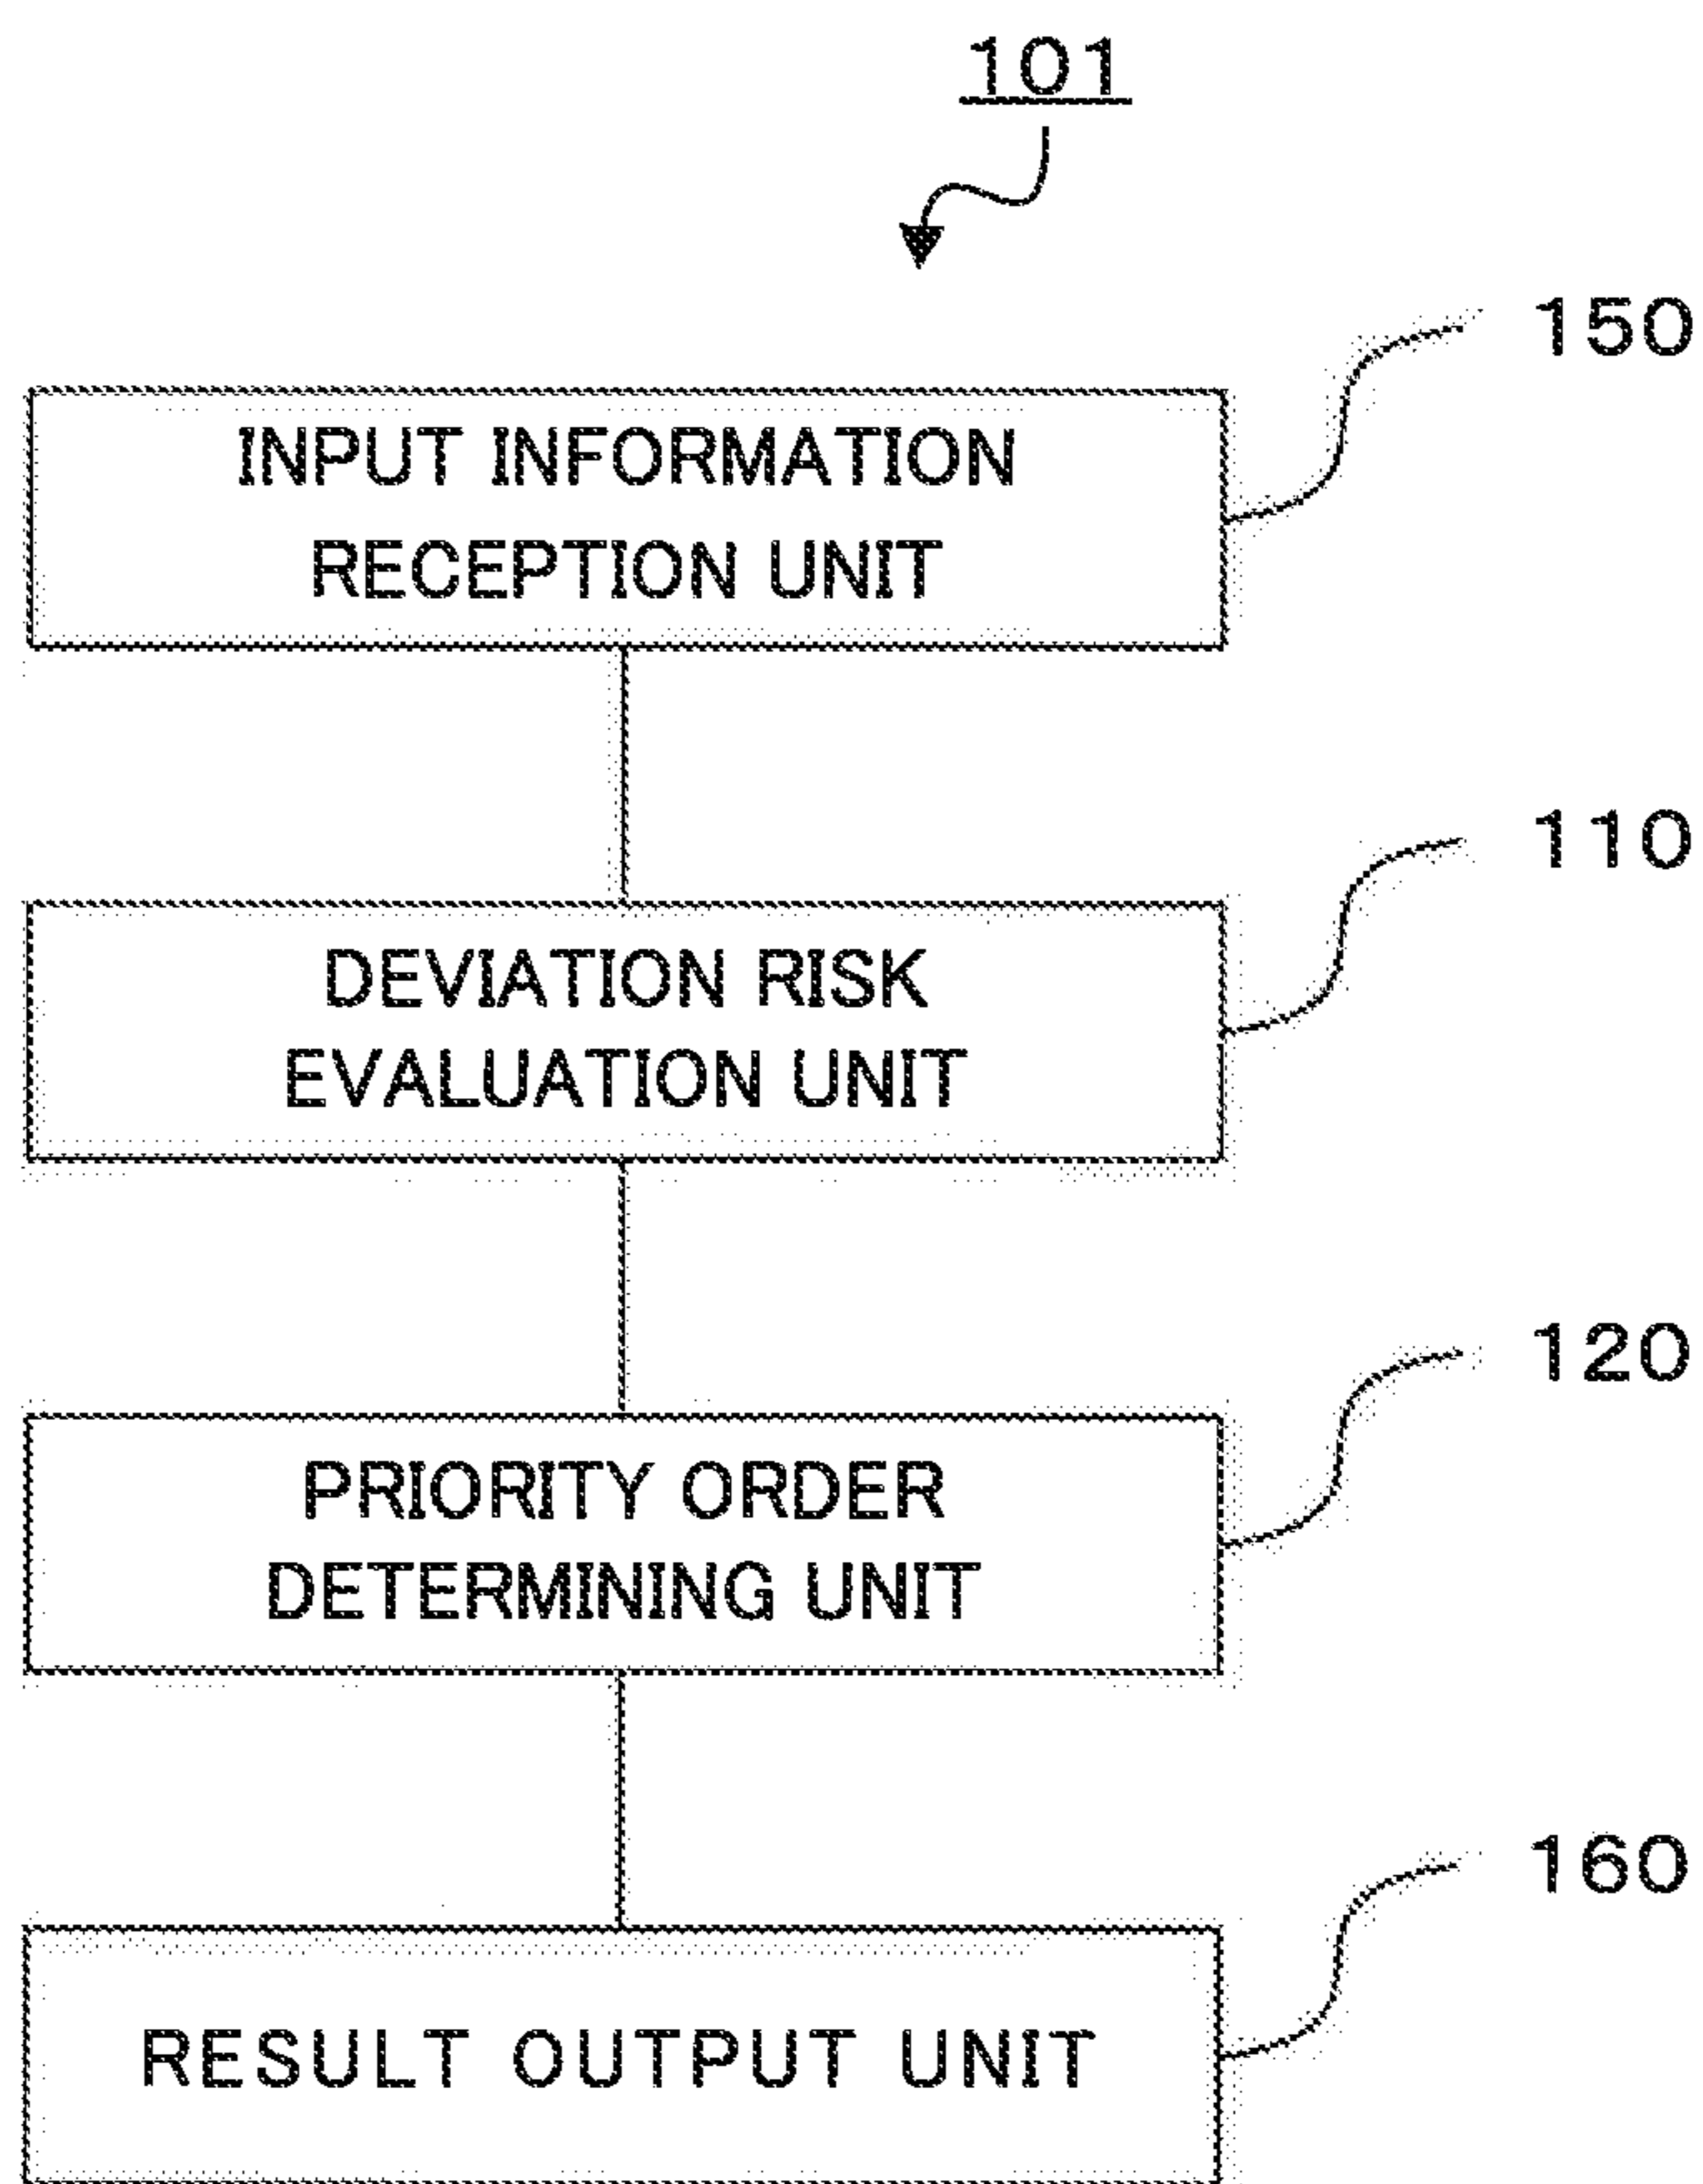 101
150
INPUT INFORMATION
RECEPTION UNIT
110
DEVIATION RISK
EVALUATION UNIT
120
PRIORITY ORDER
DETERMINING UNIT
160
RESULT OUTPUT UNIT